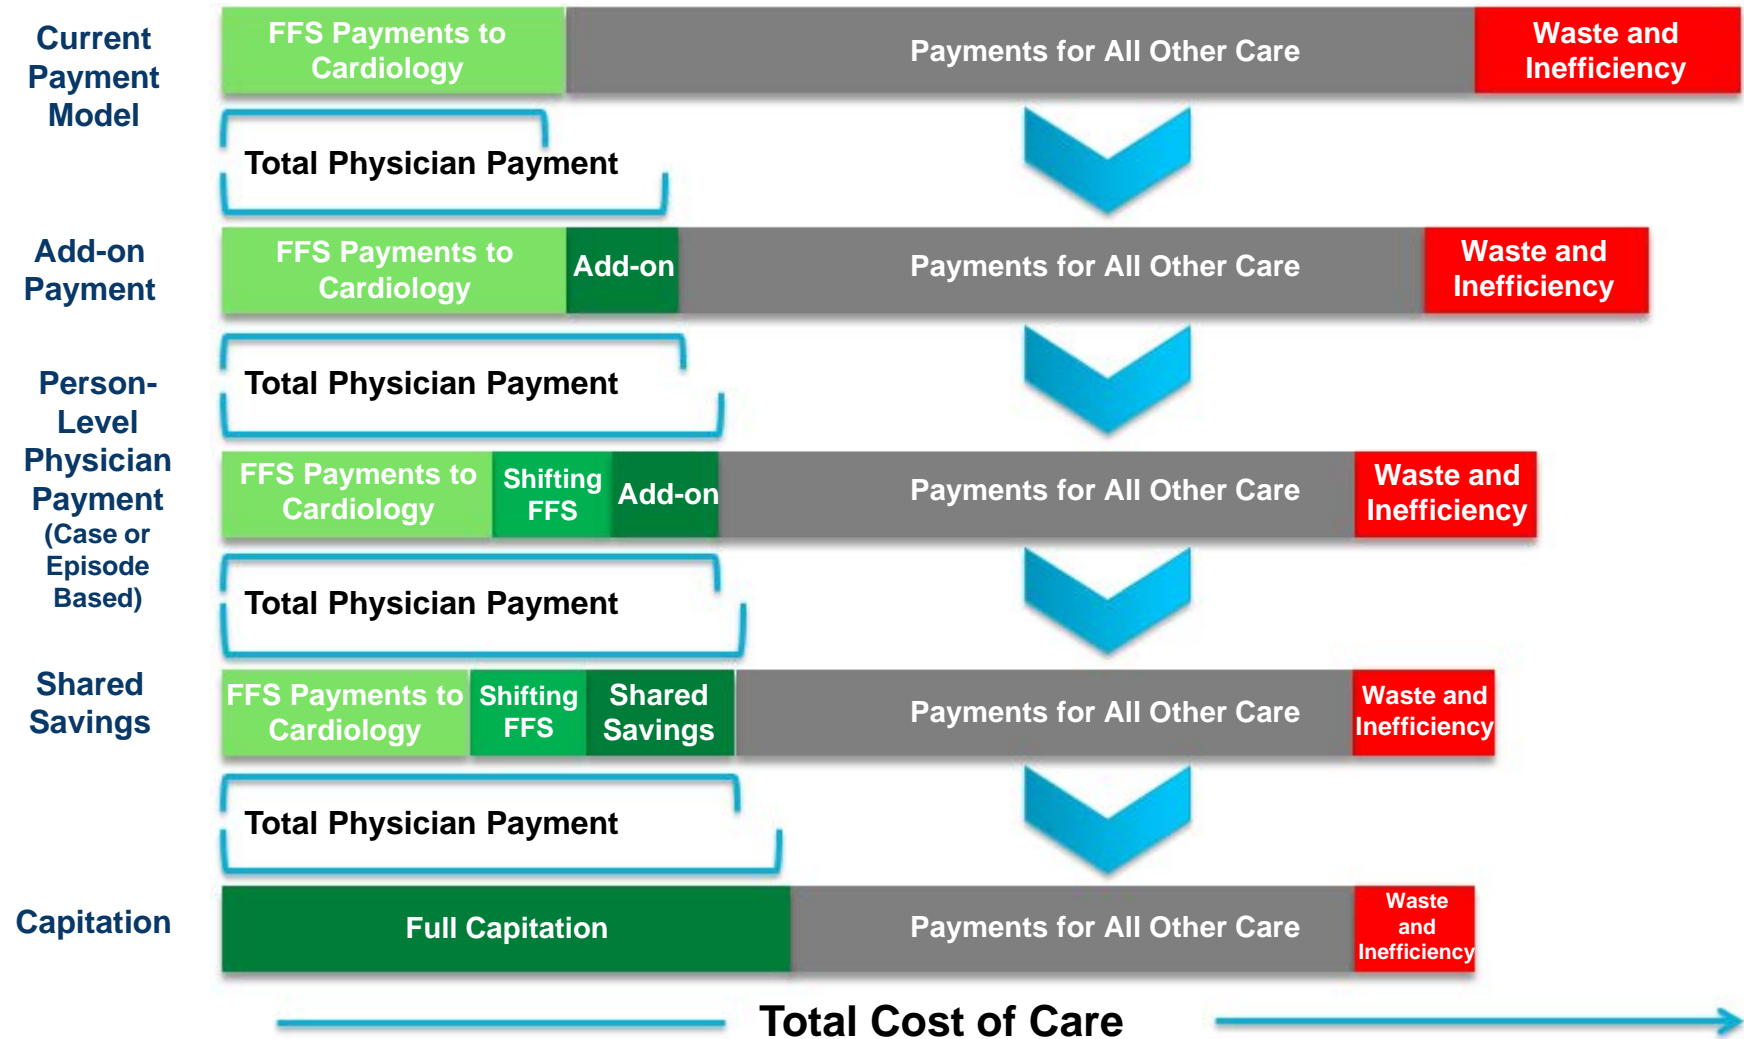 Current
Payment
Model
FFS Payments to
Cardiology
Payments for All Other Care
Waste and
Inefficiency
Total Physician Payment
Add-on
Payment
FFS Payments to
Cardiology
Add-on
Payments for All Other Care
Waste and
Inefficiency
Total Physician Payment
Person-
Level
Physician
Payment
(Case or
Episode
Based)
FFS Payments to
Cardiology
Shifting
FFS
Add-on
Payments for All Other Care
Waste and
Inefficiency
Total Physician Payment
Shared
Savings
FFS Payments to
Cardiology
Shifting
FFS
Shared
Savings
Payments for All Other Care
Waste and
Inefficiency
Total Physician Payment
Capitation
Full Capitation
Payments for All Other Care
Waste
and
Inefficiency
Total Cost of Care